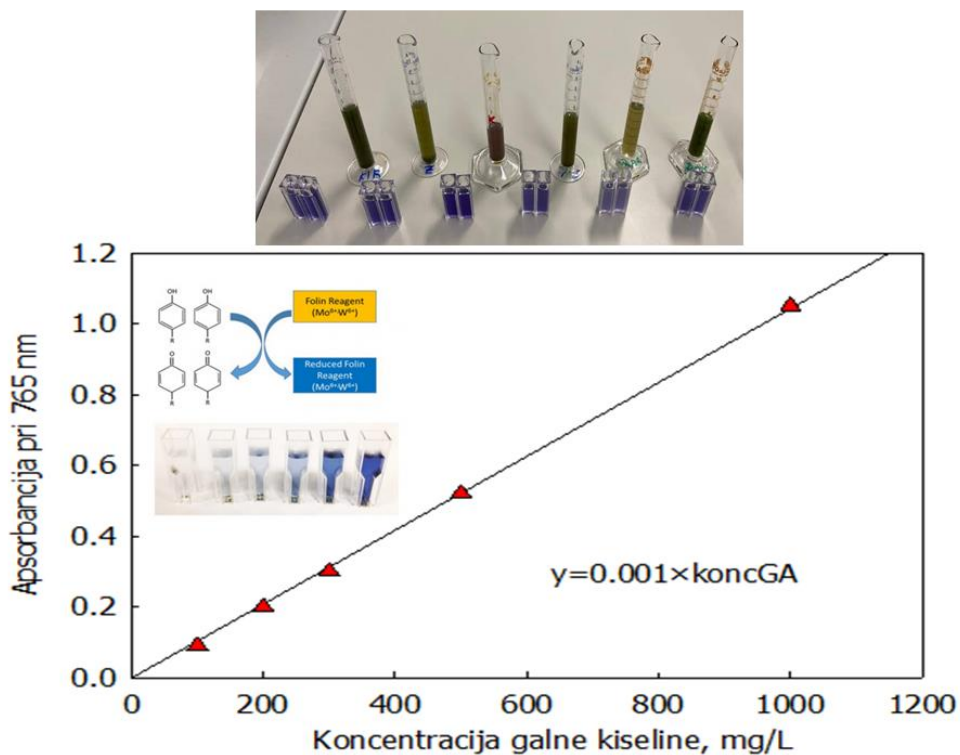 1.2
1.0
0.8
0.6
0.4
0.2
0.0
Apsorbancija pri 765 nm
OH
OH
R
R
O
O
R
R
Folin Reagent
(Mo⁶⁺W⁶⁺)
Reduced Folin
Reagent
y=0.001×koncGA
0
200
400
600
800
1000
1200
Koncentracija galne kiseline, mg/L